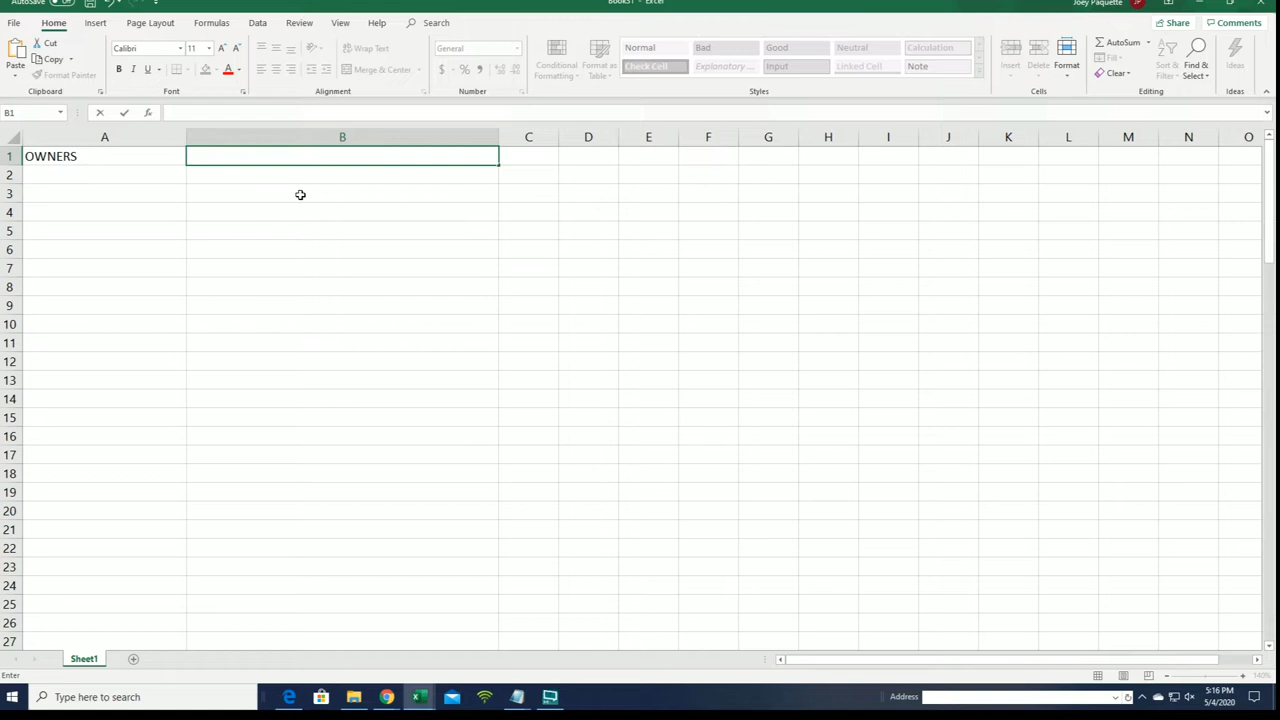 AutoSave Off Book31 - Excel Joey Paquette JP
File Home Insert Page Layout Formulas Data Review View Help Search Share Comments
Paste Cut Copy Format Painter Clipboard
Calibri 11 B I U A Font
Wrap Text Merge & Center Alignment
General $ % Number
Conditional Formatting Format as Table
Normal Bad Good Neutral Calculation
Check Cell Explanatory ... Input Linked Cell Note
Styles
Insert Delete Format Cells
AutoSum Fill Clear Sort & Filter Find & Select Editing
Ideas Ideas
B1 fx
A B C D E F G H I J K L M N O
1 OWNERS
2
3
4
5
6
7
8
9
10
11
12
13
14
15
16
17
18
19
20
21
22
23
24
25
26
27
Sheet1
Enter 140%
Type here to search Address 5:16 PM
5/4/2020